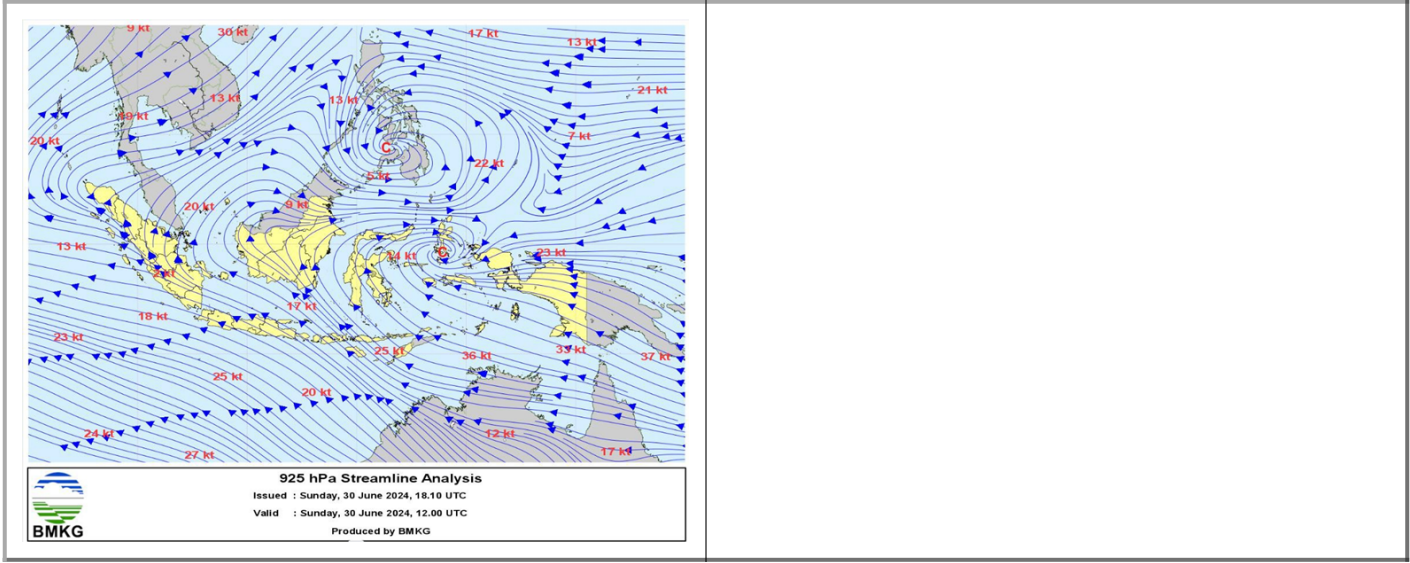 9 kt
30 kt
17 kt
13 kt
21 kt
13 kt
13 kt
19 kt
7 kt
20 kt
C
22 kt
5 kt
9 kt
20 kt
13 kt
C
23 kt
2 kt
17 kt
18 kt
23 kt
25 kt
36 kt
33 kt
37 kt
25 kt
20 kt
24 kt
12 kt
27 kt
17 kt
925 hPa Streamline Analysis
Issued : Sunday, 30 June 2024, 18.10 UTC
Valid : Sunday, 30 June 2024, 12.00 UTC
Produced by BMKG
BMKG